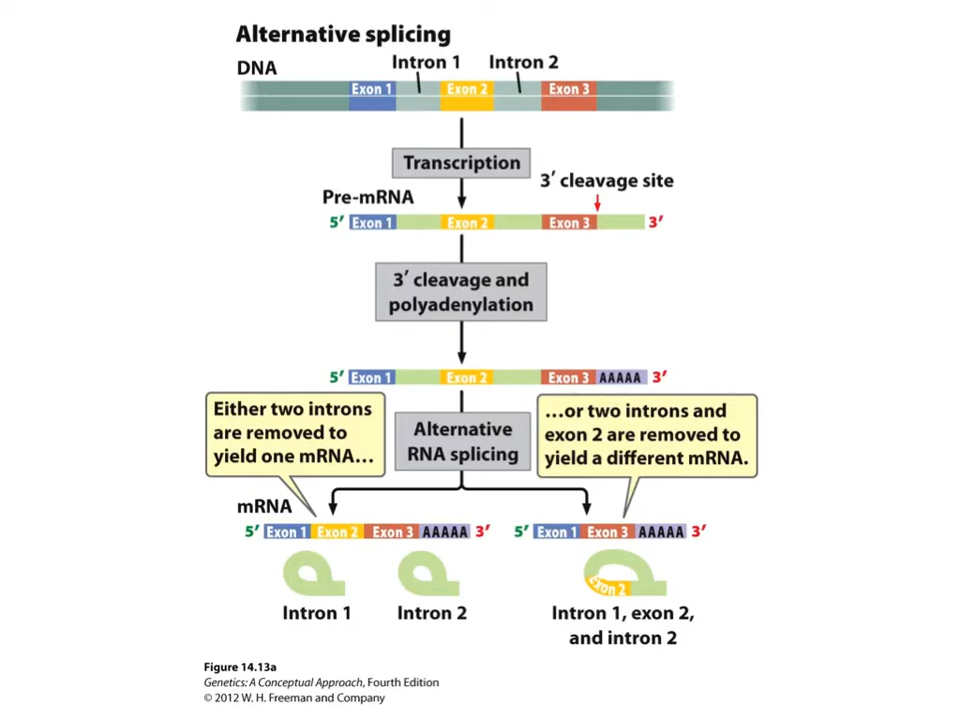 Alternative splicing
DNA
Intron 1
Intron 2
Exon 1
Exon 2
Exon 3
Transcription
3′ cleavage site
Pre-mRNA
5′ Exon 1 Exon 2 Exon 3 3′
3′ cleavage and
polyadenylation
5′ Exon 1 Exon 2 Exon 3 AAAAA 3′
Either two introns
are removed to
yield one mRNA…
Alternative
RNA splicing
…or two introns and
exon 2 are removed to
yield a different mRNA.
mRNA
5′ Exon 1 Exon 2 Exon 3 AAAAA 3′
5′ Exon 1 Exon 3 AAAAA 3′
Exon 2
Intron 1
Intron 2
Intron 1, exon 2,
and intron 2
Figure 14.13a
Genetics: A Conceptual Approach, Fourth Edition
© 2012 W. H. Freeman and Company